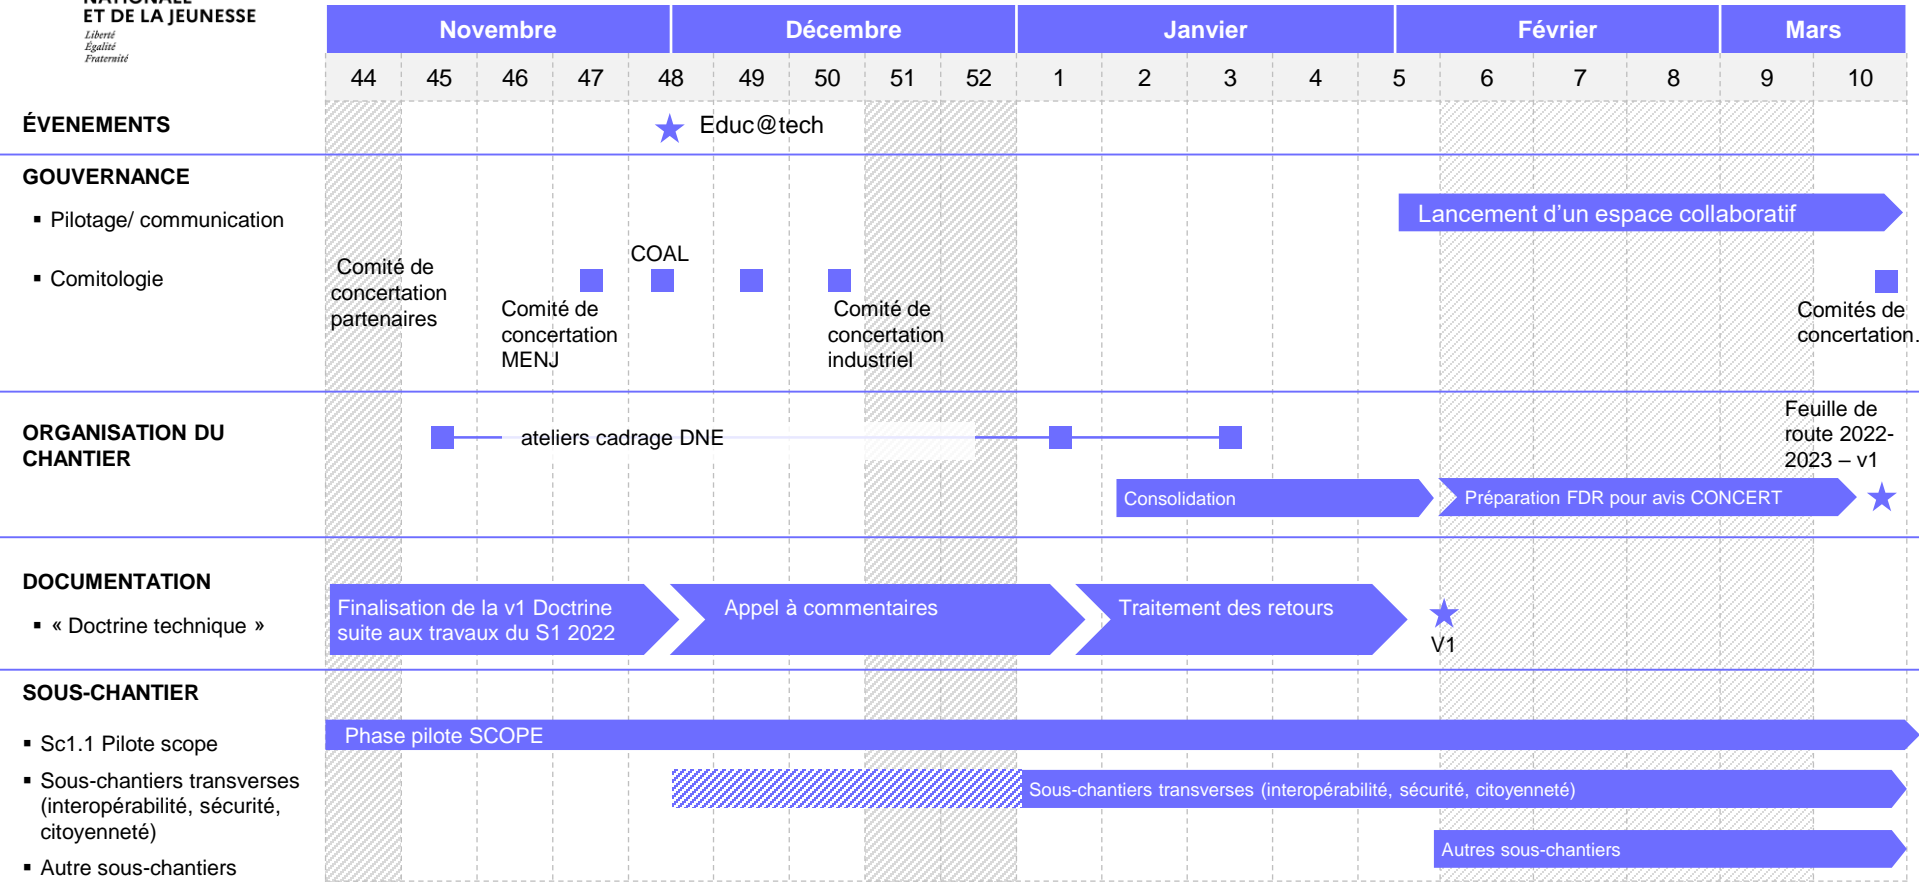 ET DE LA JEUNESSE
Liberté
Égalité
Fraternité
Novembre
Décembre
Janvier
Février
Mars
44
45
46
47
48
49
50
51
52
1
2
3
4
5
6
7
8
9
10
ÉVENEMENTS
Educ@tech
GOUVERNANCE
▪ Pilotage/ communication
Lancement d'un espace collaboratif
▪ Comitologie
Comité de
concertation
partenaires
COAL
Comité de
concertation
MENJ
Comité de
concertation
industriel
Comités de
concertation.
ORGANISATION DU
CHANTIER
ateliers cadrage DNE
Feuille de
route 2022-
2023 – v1
Consolidation
Préparation FDR pour avis CONCERT
DOCUMENTATION
▪ « Doctrine technique »
Finalisation de la v1 Doctrine
suite aux travaux du S1 2022
Appel à commentaires
Traitement des retours
V1
SOUS-CHANTIER
▪ Sc1.1 Pilote scope
Phase pilote SCOPE
▪ Sous-chantiers transverses
(interopérabilité, sécurité,
citoyenneté)
Sous-chantiers transverses (interopérabilité, sécurité, citoyenneté)
▪ Autre sous-chantiers
Autres sous-chantiers